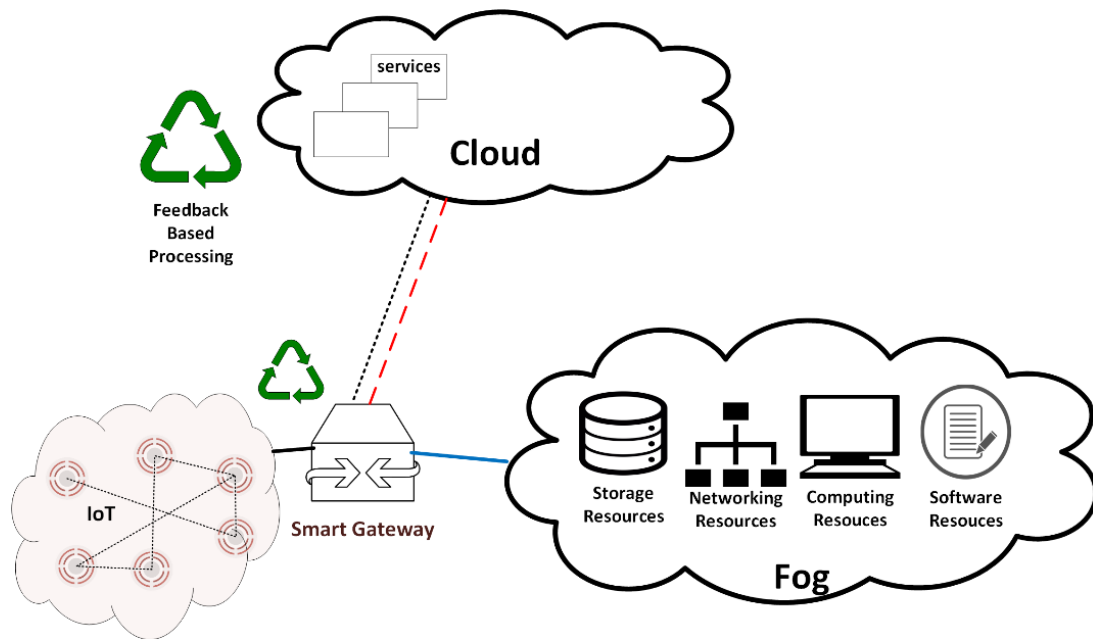 services
Cloud
Feedback
Based
Processing
IoT
Smart Gateway
Storage
Resources
Networking
Resources
Computing
Resouces
Software
Resouces
Fog